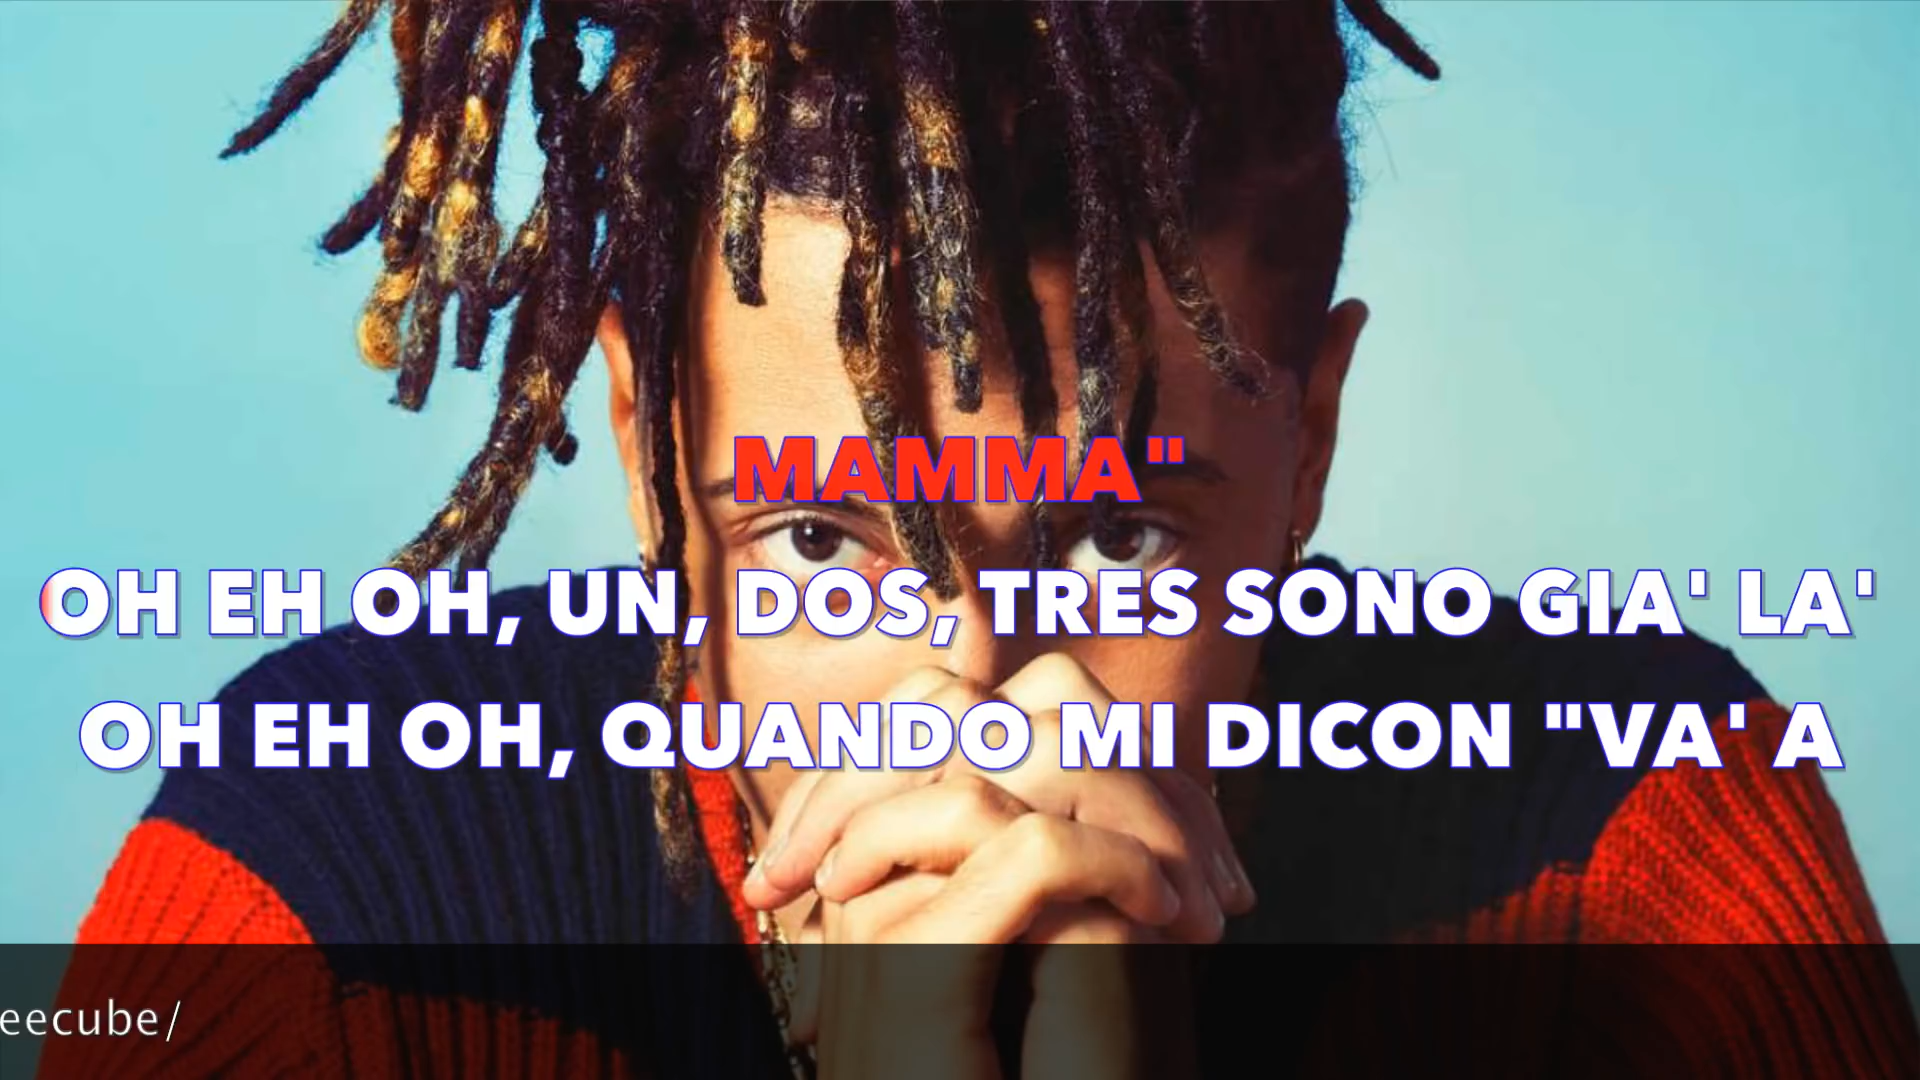 MAMMA"
OH EH OH, UN, DOS, TRES SONO GIA' LA'
OH EH OH, QUANDO MI DICON "VA' A
eecube/